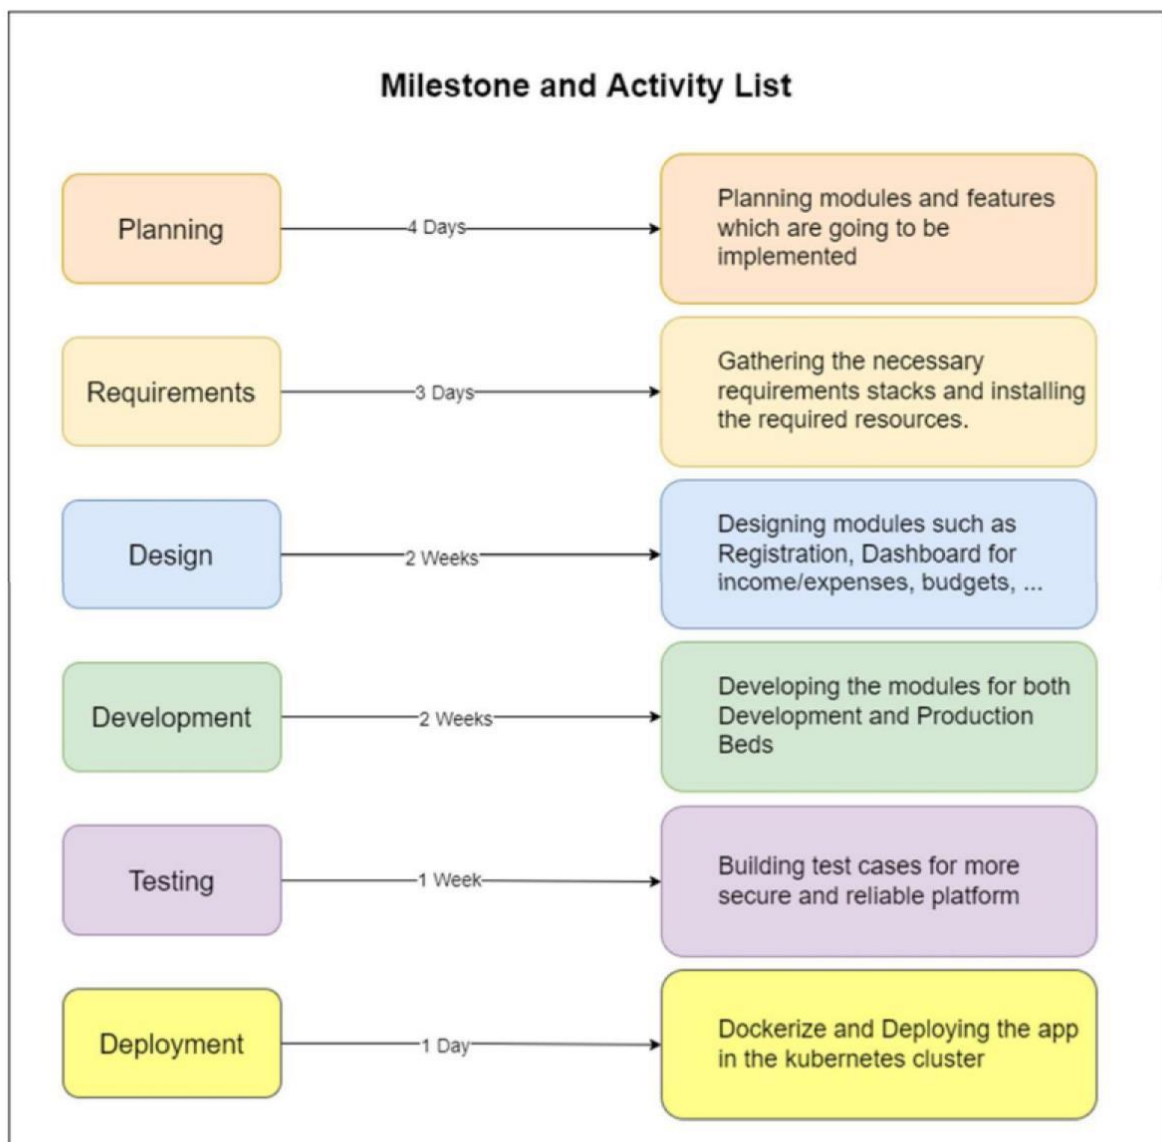 Milestone and Activity List
Planning
4 Days
Planning modules and features
which are going to be
implemented
Requirements
3 Days
Gathering the necessary
requirements stacks and installing
the required resources.
Design
2 Weeks
Designing modules such as
Registration, Dashboard for
income/expenses, budgets, ...
Development
2 Weeks
Developing the modules for both
Development and Production
Beds
Testing
1 Week
Building test cases for more
secure and reliable platform
Deployment
1 Day
Dockerize and Deploying the app
in the kubernetes cluster